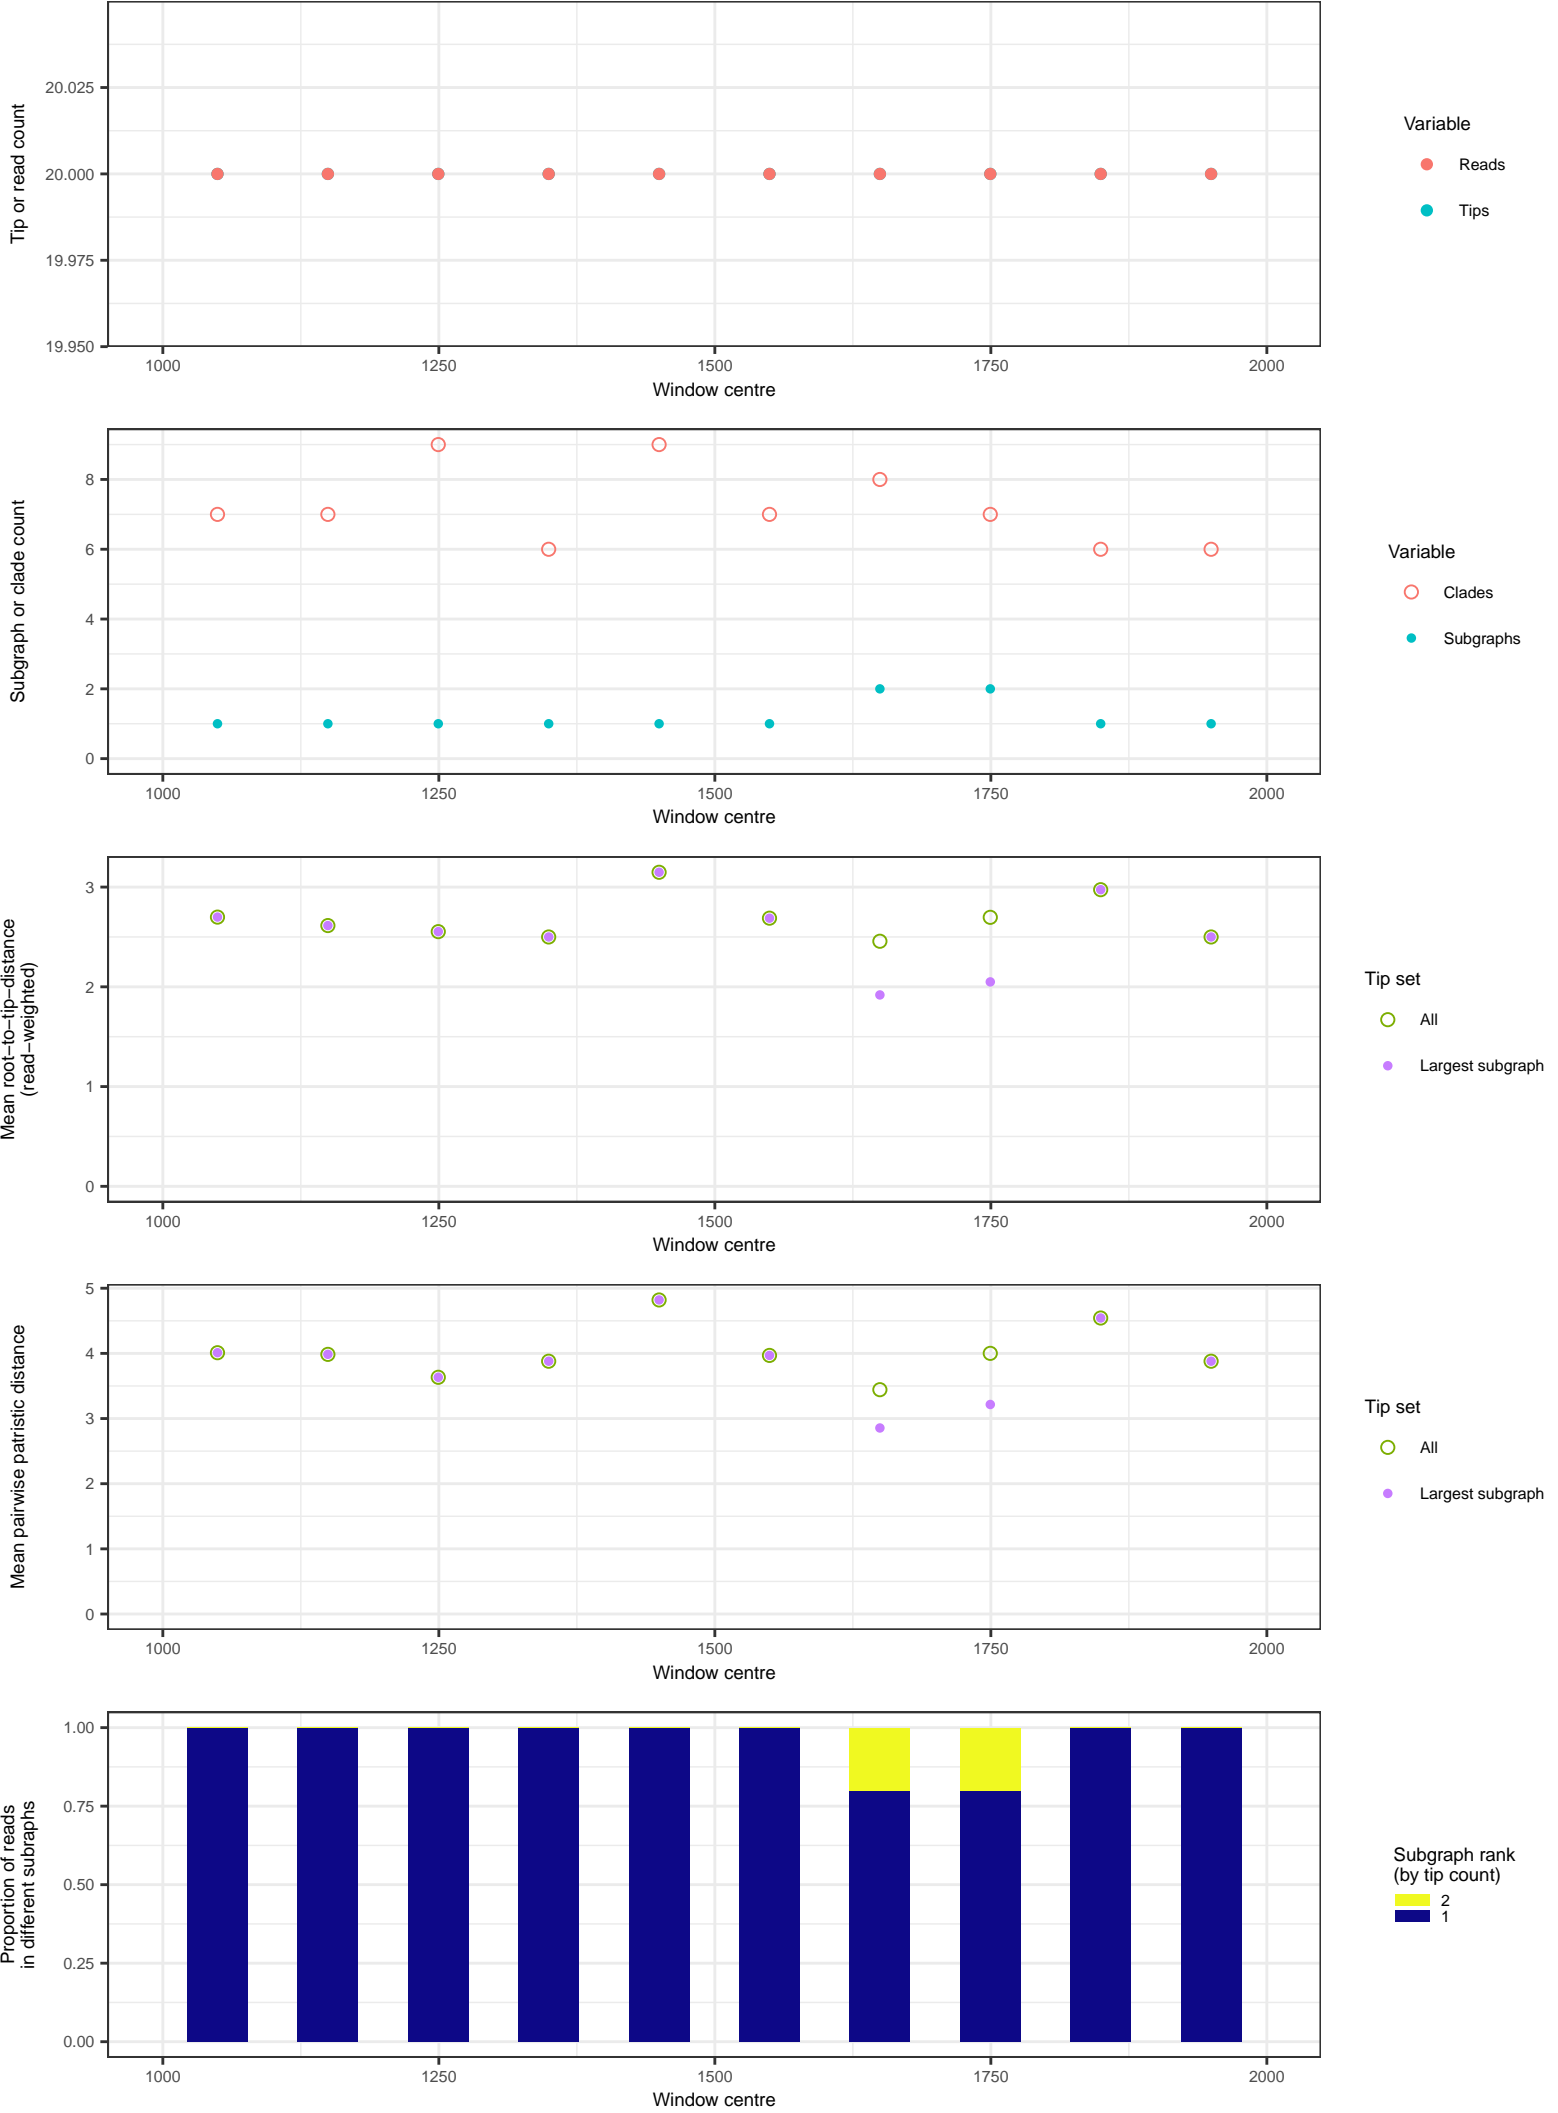 20.025
20.000
19.975
19.950
Tip or read count
1000 1250 1500 1750 2000
Window centre
Variable
Reads
Tips
8
6
4
2
0
Subgraph or clade count
1000 1250 1500 1750 2000
Window centre
Variable
Clades
Subgraphs
3
2
1
0
Mean root−to−tip−distance
(read−weighted)
1000 1250 1500 1750 2000
Window centre
Tip set
All
Largest subgraph
5
4
3
2
1
0
Mean pairwise patristic distance
1000 1250 1500 1750 2000
Window centre
Tip set
All
Largest subgraph
1.00
0.75
0.50
0.25
0.00
Proportion of reads
in different subraphs
1000 1250 1500 1750 2000
Window centre
Subgraph rank
(by tip count)
2
1